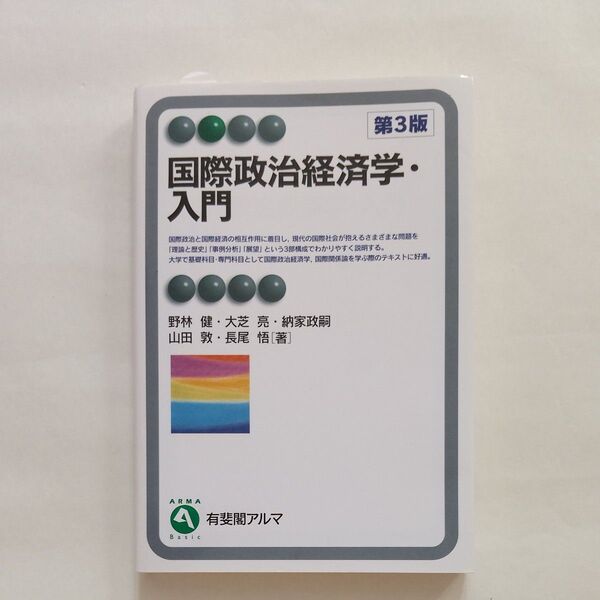 第3版
国際政治経済学・
入門
国際政治と国際経済の相互作用に着目し，現代の国際社会が抱えるさまざまな問題を
「理論と歴史」「事例分析」「展望」という3部構成でわかりやすく説明する。
大学で基礎科目・専門科目として国際政治経済学，国際関係論を学ぶ際のテキストに好適。
野林 健・大芝 亮・納家政嗣
山田 敦・長尾 悟［著］
ARMA
Basic
有斐閣アルマ